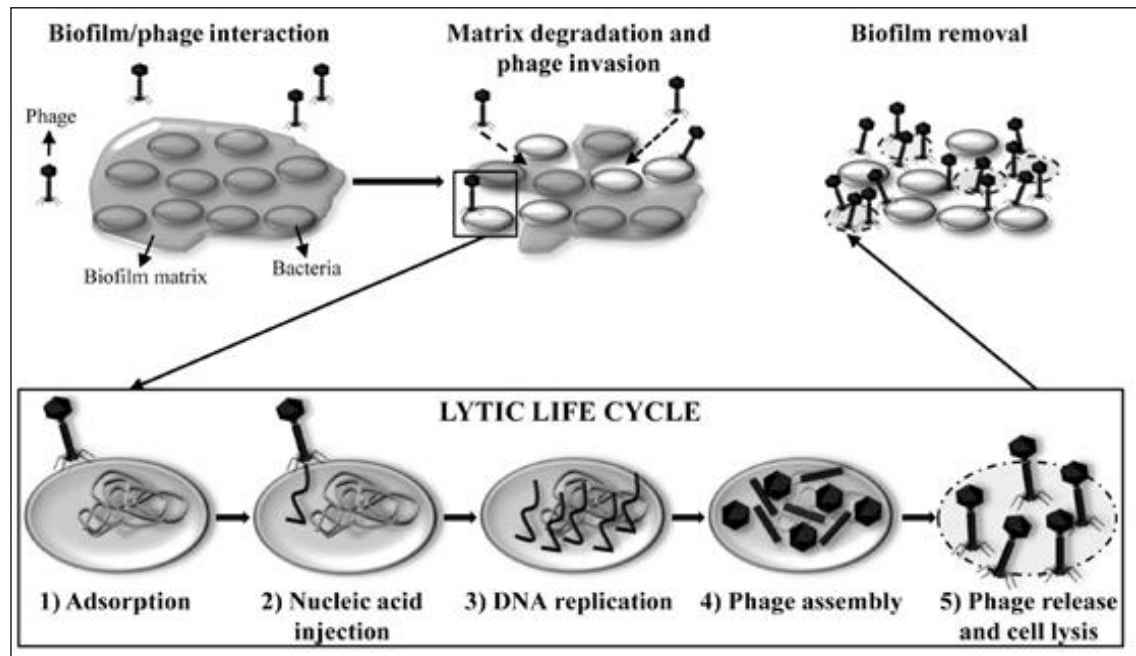 Biofilm/phage interaction
Matrix degradation and
phage invasion
Biofilm removal
Phage
Biofilm matrix
Bacteria
LYTIC LIFE CYCLE
1) Adsorption
2) Nucleic acid
injection
3) DNA replication
4) Phage assembly
5) Phage release
and cell lysis